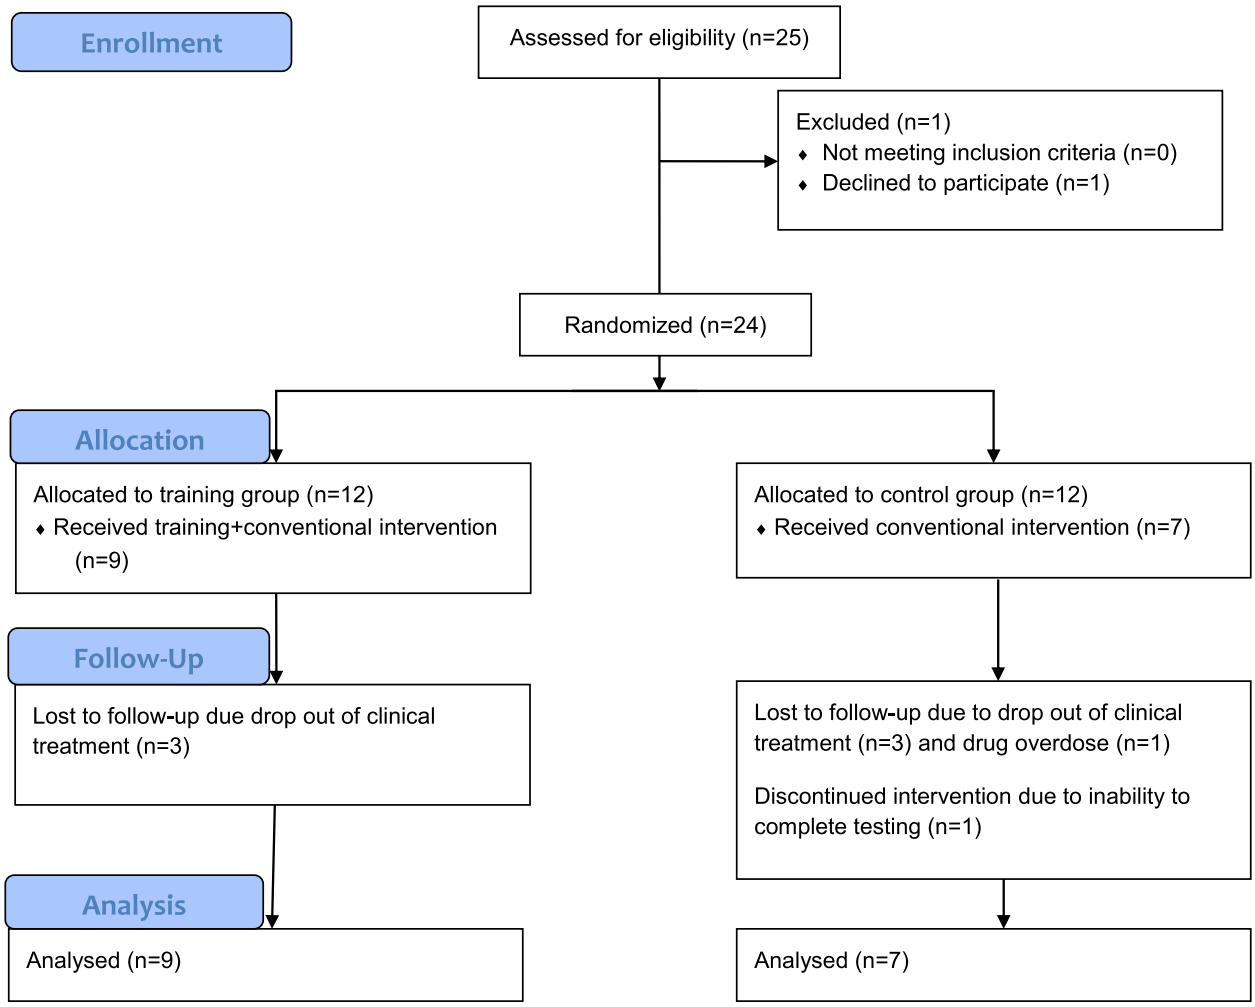 Enrollment
Assessed for eligibility (n=25)
Excluded (n=1)
♦ Not meeting inclusion criteria (n=0)
♦ Declined to participate (n=1)
Randomized (n=24)
Allocation
Allocated to training group (n=12)
♦ Received training+conventional intervention
(n=9)
Allocated to control group (n=12)
♦ Received conventional intervention (n=7)
Follow-Up
Lost to follow-up due drop out of clinical
treatment (n=3)
Lost to follow-up due to drop out of clinical
treatment (n=3) and drug overdose (n=1)
Discontinued intervention due to inability to
complete testing (n=1)
Analysis
Analysed (n=9)
Analysed (n=7)